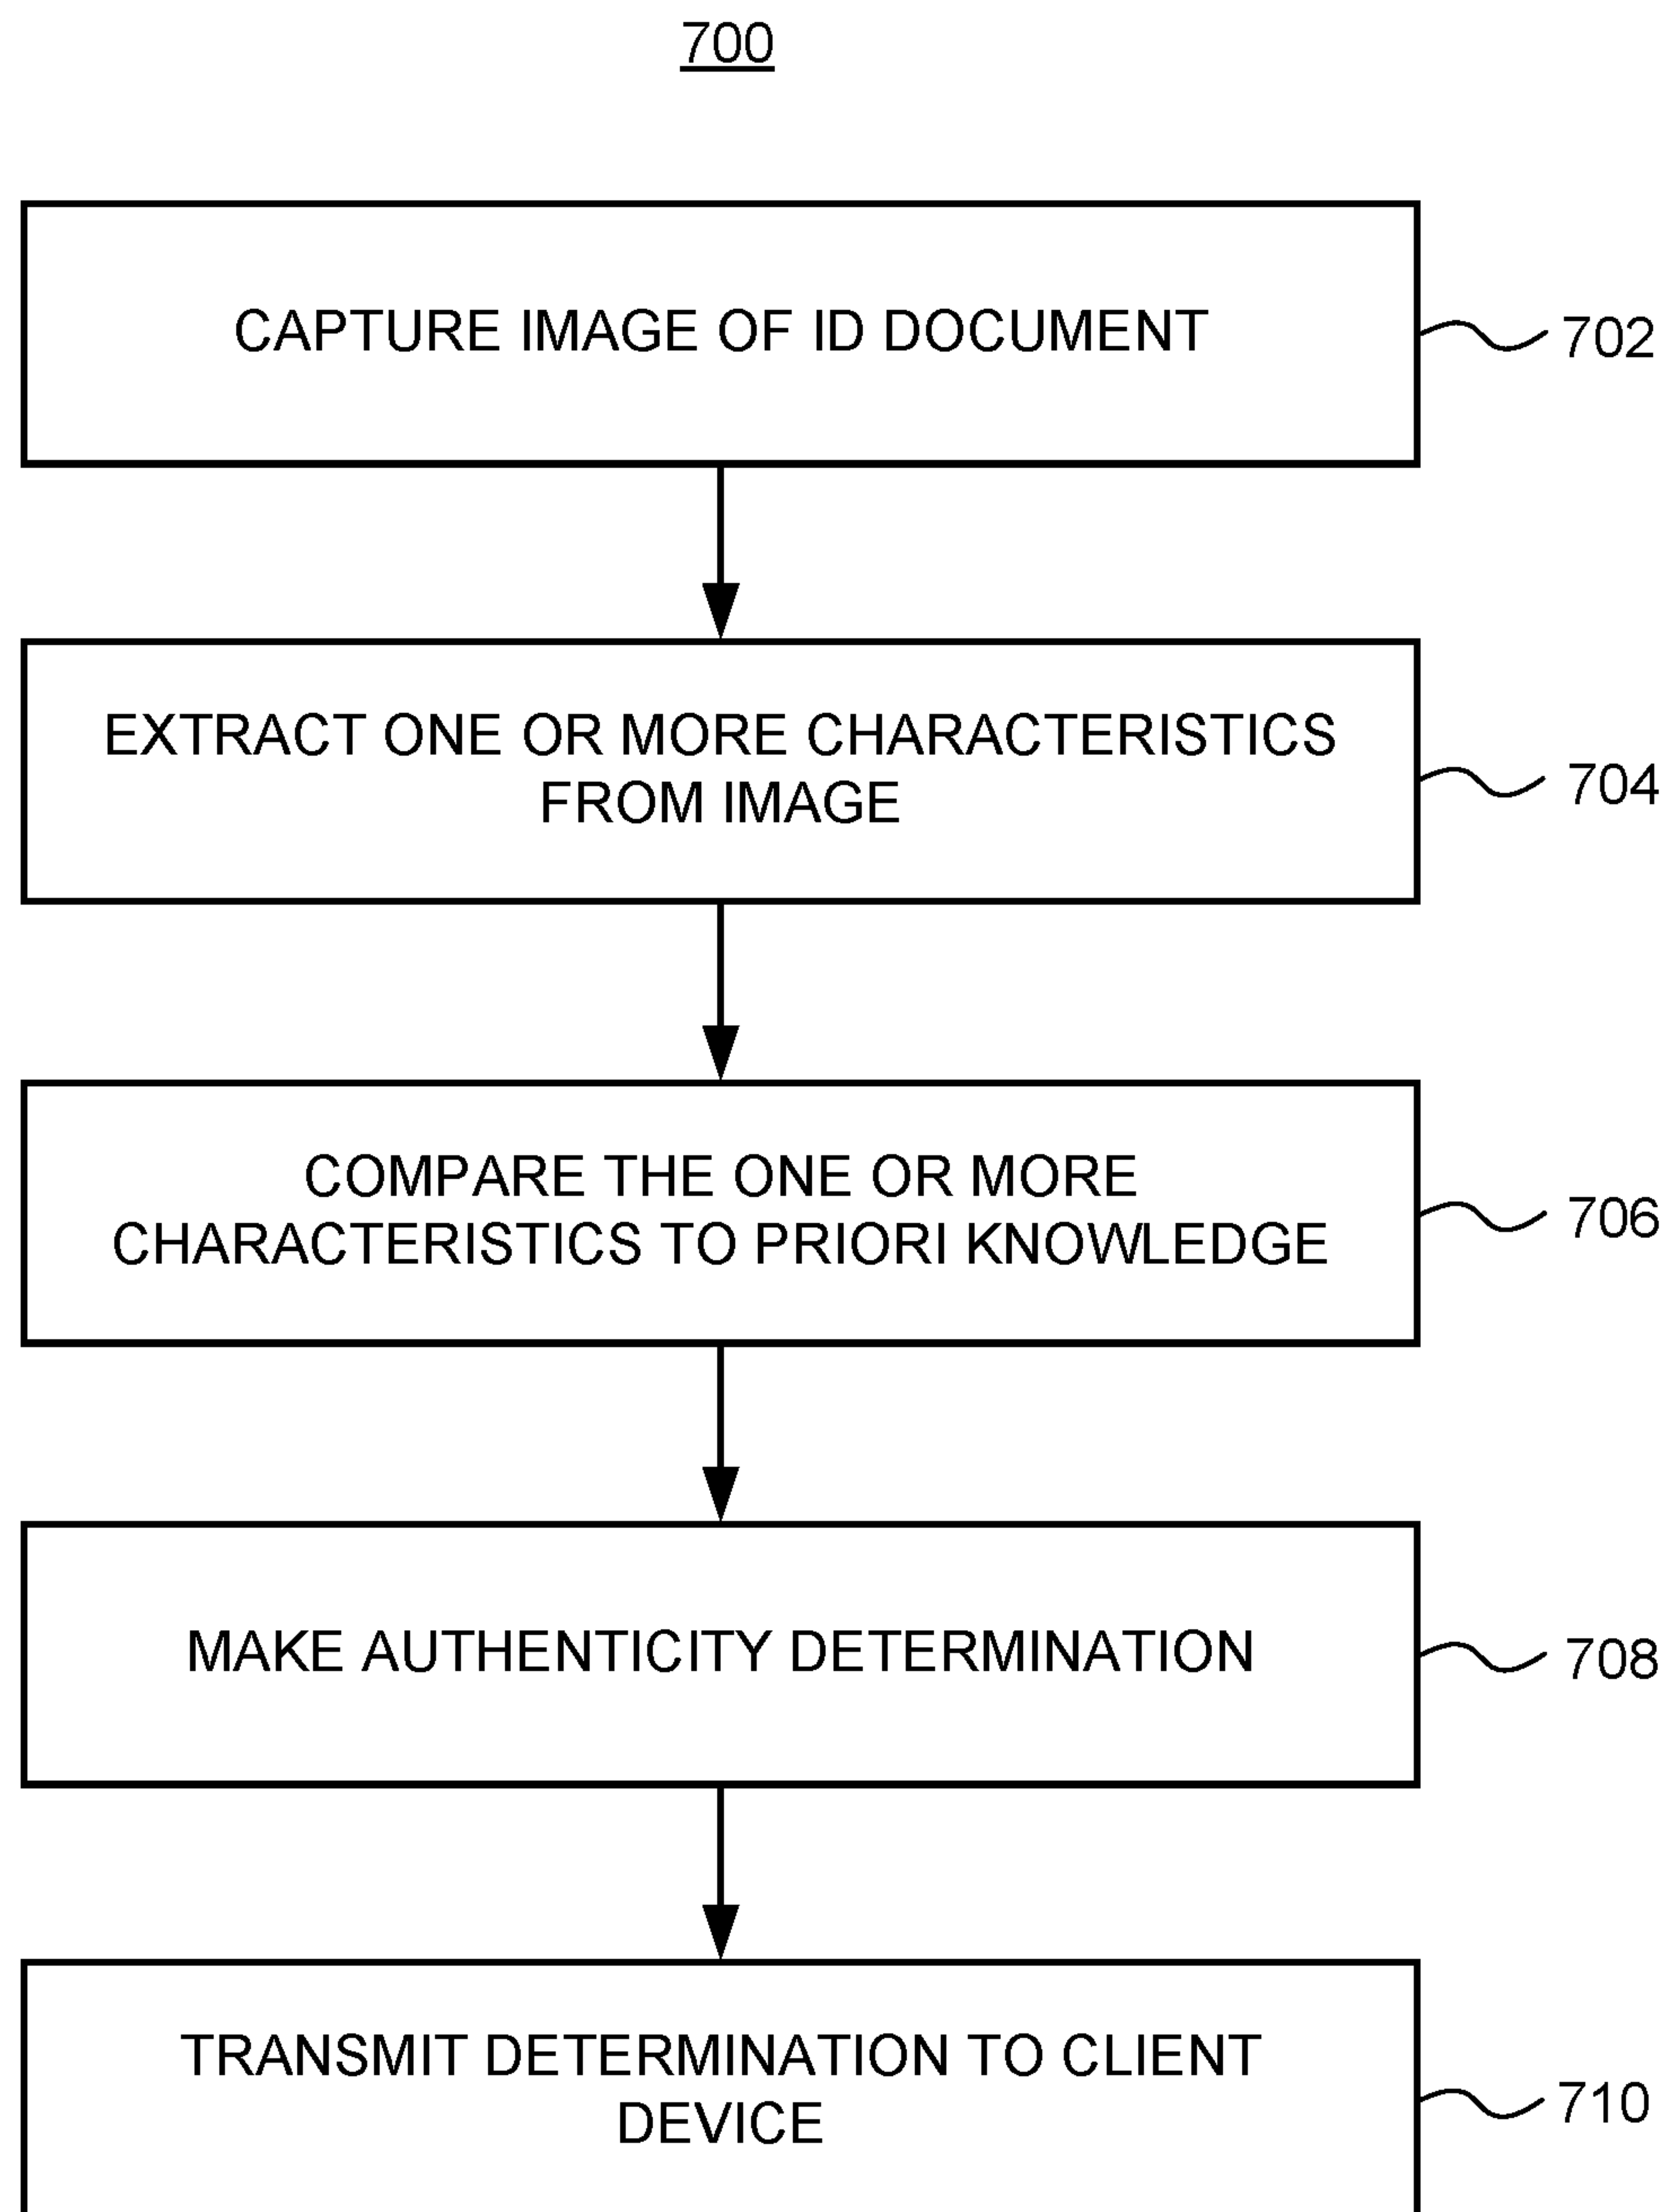 700
CAPTURE IMAGE OF ID DOCUMENT
702
EXTRACT ONE OR MORE CHARACTERISTICS
FROM IMAGE
704
COMPARE THE ONE OR MORE
CHARACTERISTICS TO PRIORI KNOWLEDGE
706
MAKE AUTHENTICITY DETERMINATION
708
TRANSMIT DETERMINATION TO CLIENT
DEVICE
710